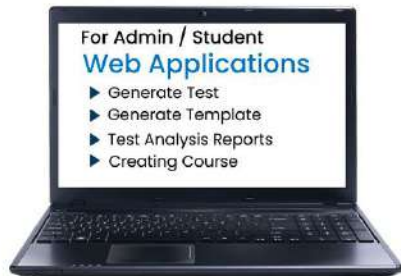 For Admin / Student
Web Applications
Generate Test
Generate Template
Test Analysis Reports
Creating Course